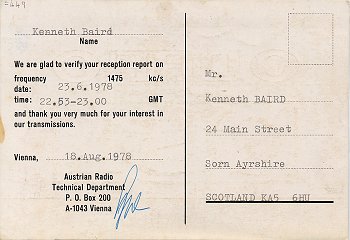 Kenneth Baird
Name
We are glad to verify your reception report on
frequency 1475 kc/s
date: 23.6.1978
time: 22.53-23.00 GMT
and thank you very much for your interest in
our transmissions.
Vienna, 18.Aug.1978
Austrian Radio
Technical Department
P. O. Box 200
A-1043 Vienna
Mr.
Kenneth BAIRD
24 Main Street
Sorn Ayrshire
SCOTLAND KA5 6HU